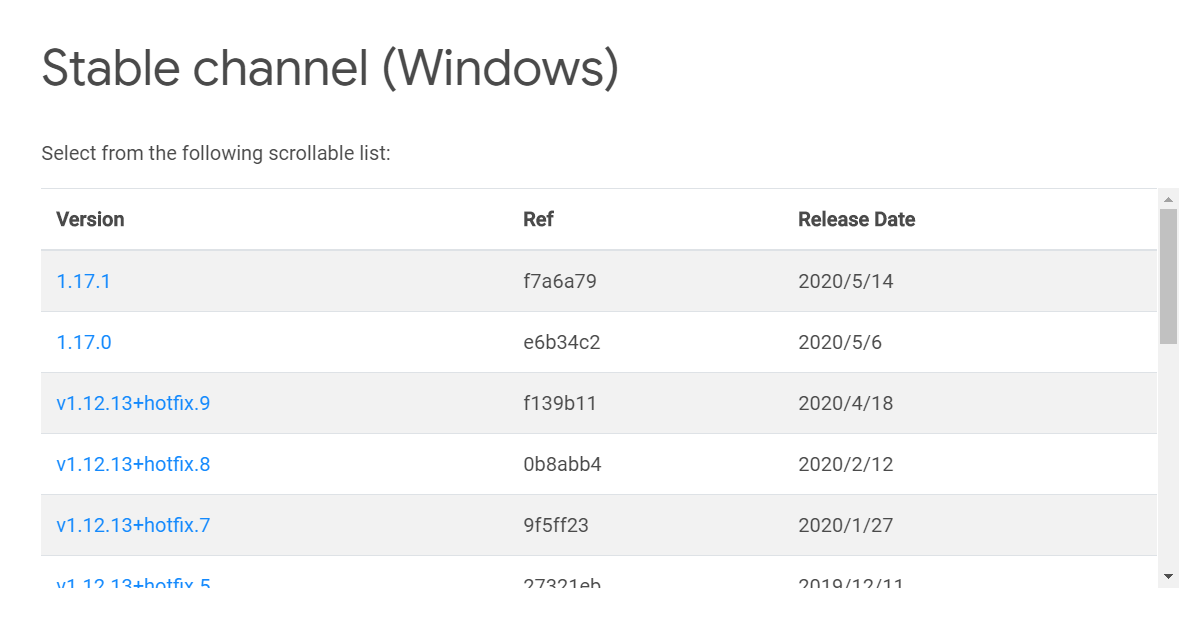 Stable channel (Windows)
Select from the following scrollable list:
Version Ref Release Date
1.17.1 f7a6a79 2020/5/14
1.17.0 e6b34c2 2020/5/6
v1.12.13+hotfix.9 f139b11 2020/4/18
v1.12.13+hotfix.8 0b8abb4 2020/2/12
v1.12.13+hotfix.7 9f5ff23 2020/1/27
v1.12.13+hotfix.5 27321eb 2019/12/11